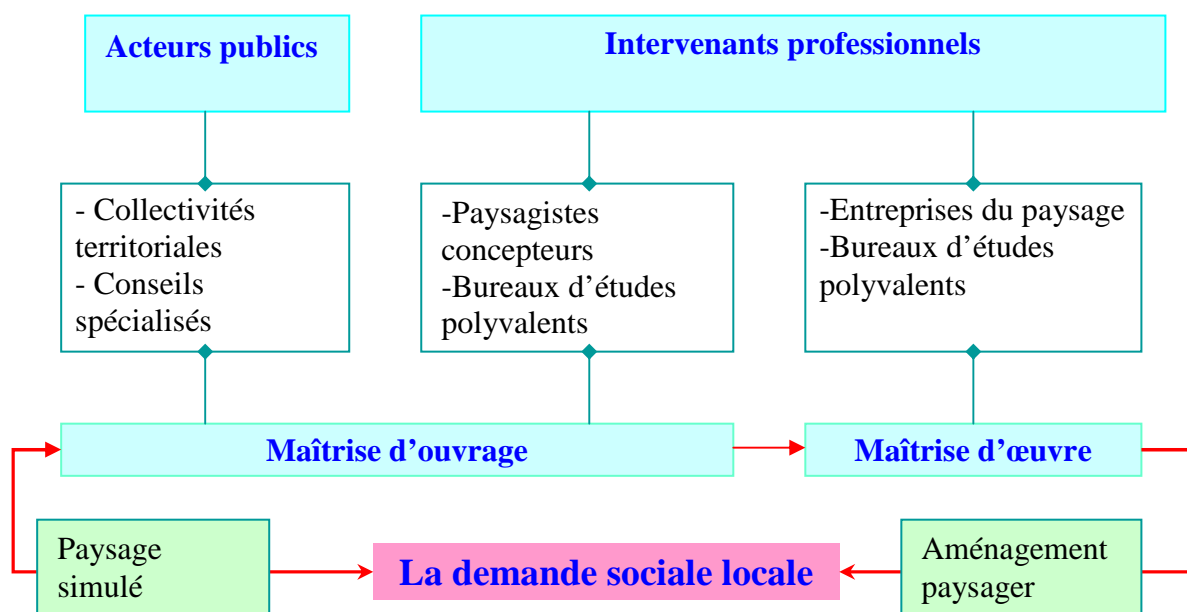 Acteurs publics
Intervenants professionnels
- Collectivités
territoriales
- Conseils
spécialisés
-Paysagistes
concepteurs
-Bureaux d’études
polyvalents
-Entreprises du paysage
-Bureaux d’études
polyvalents
Maîtrise d’ouvrage
Maîtrise d’œuvre
Paysage
simulé
La demande sociale locale
Aménagement
paysager